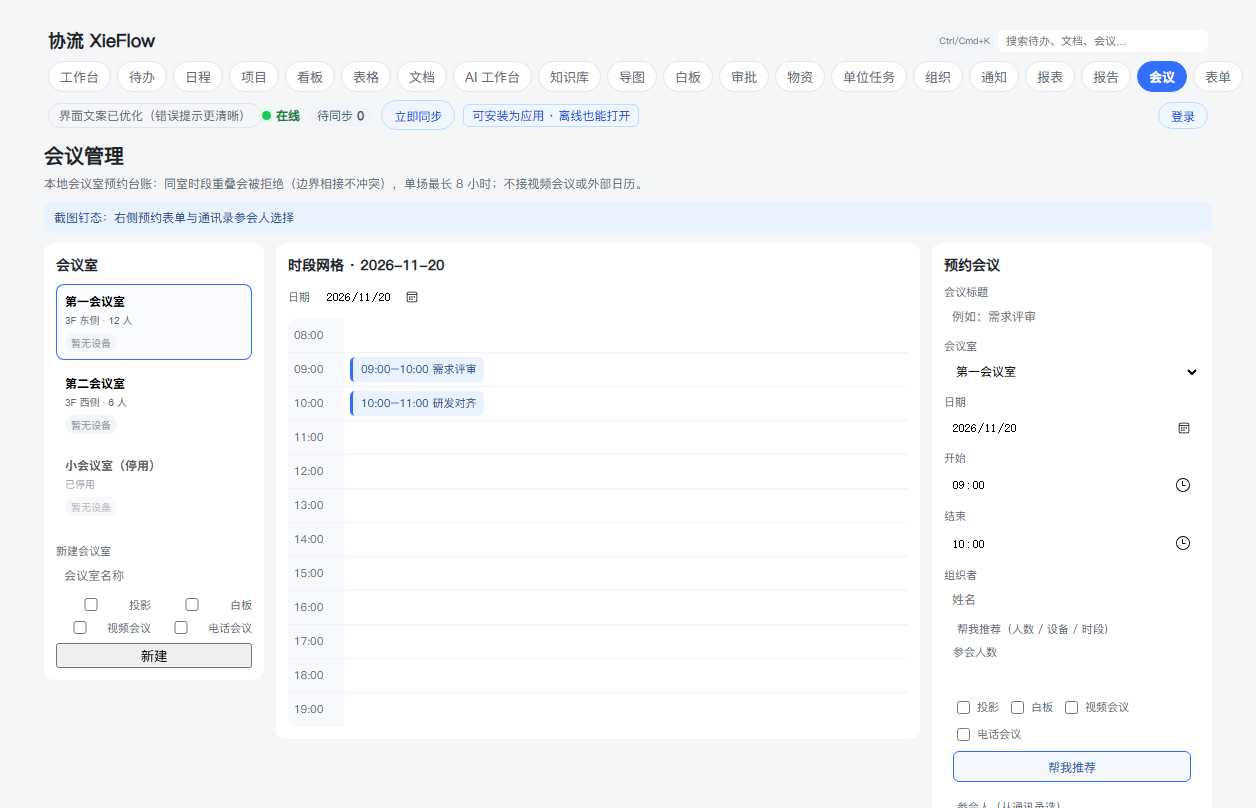 协流 XieFlow
Ctrl/Cmd+K 搜索待办、文档、会议…
工作台 待办 日程 项目 看板 表格 文档 AI 工作台 知识库 导图 白板 审批 物资 单位任务 组织 通知 报表 报告 会议 表单
界面文案已优化（错误提示更清晰） 在线 待同步 0 立即同步 可安装为应用 · 离线也能打开 登录
会议管理
本地会议室预约台账：同室时段重叠会被拒绝（边界相接不冲突），单场最长 8 小时；不接视频会议或外部日历。
截图钉态：右侧预约表单与通讯录参会人选择
会议室
第一会议室
3F 东侧 · 12 人
暂无设备
第二会议室
3F 西侧 · 6 人
暂无设备
小会议室（停用）
已停用
暂无设备
新建会议室
会议室名称
投影 白板
视频会议 电话会议
新建
时段网格 · 2026-11-20
日期 2026/11/20
08:00
09:00 09:00—10:00 需求评审
10:00 10:00—11:00 研发对齐
11:00
12:00
13:00
14:00
15:00
16:00
17:00
18:00
19:00
预约会议
会议标题
例如：需求评审
会议室
第一会议室
日期
2026/11/20
开始
09:00
结束
10:00
组织者
姓名
帮我推荐（人数 / 设备 / 时段）
参会人数
投影 白板 视频会议
电话会议
帮我推荐
参会人（从通讯录选）